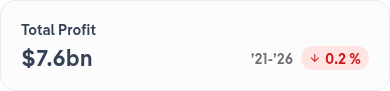 Total Profit
$7.6bn ’21-’26 ↓ 0.2 %